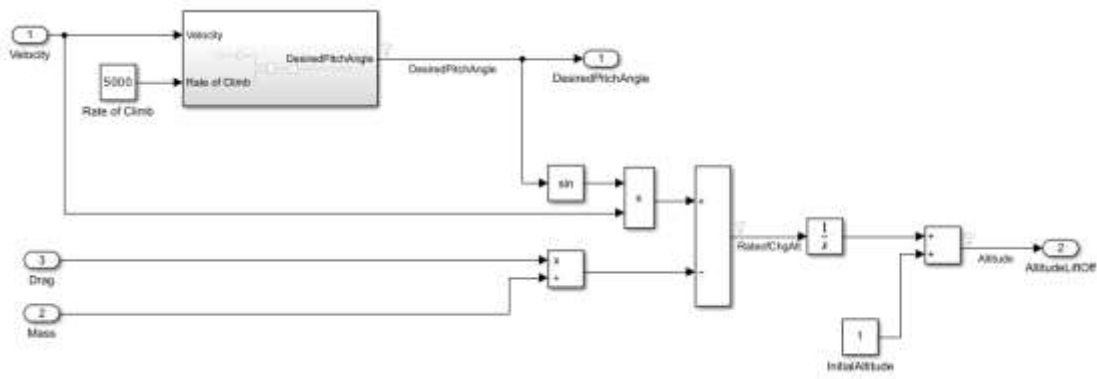 1
Velocity
Velocity
DesiredPitchAngle
DesiredPitchAngle
1
DesiredPitchAngle
5000
Rate of Climb
Rate of Climb
sin
x
+
−
RateofChgAlt
1
s
+
+
Altitude
2
AltitudeLiftOff
3
Drag
x
÷
2
Mass
1
InitialAltitude